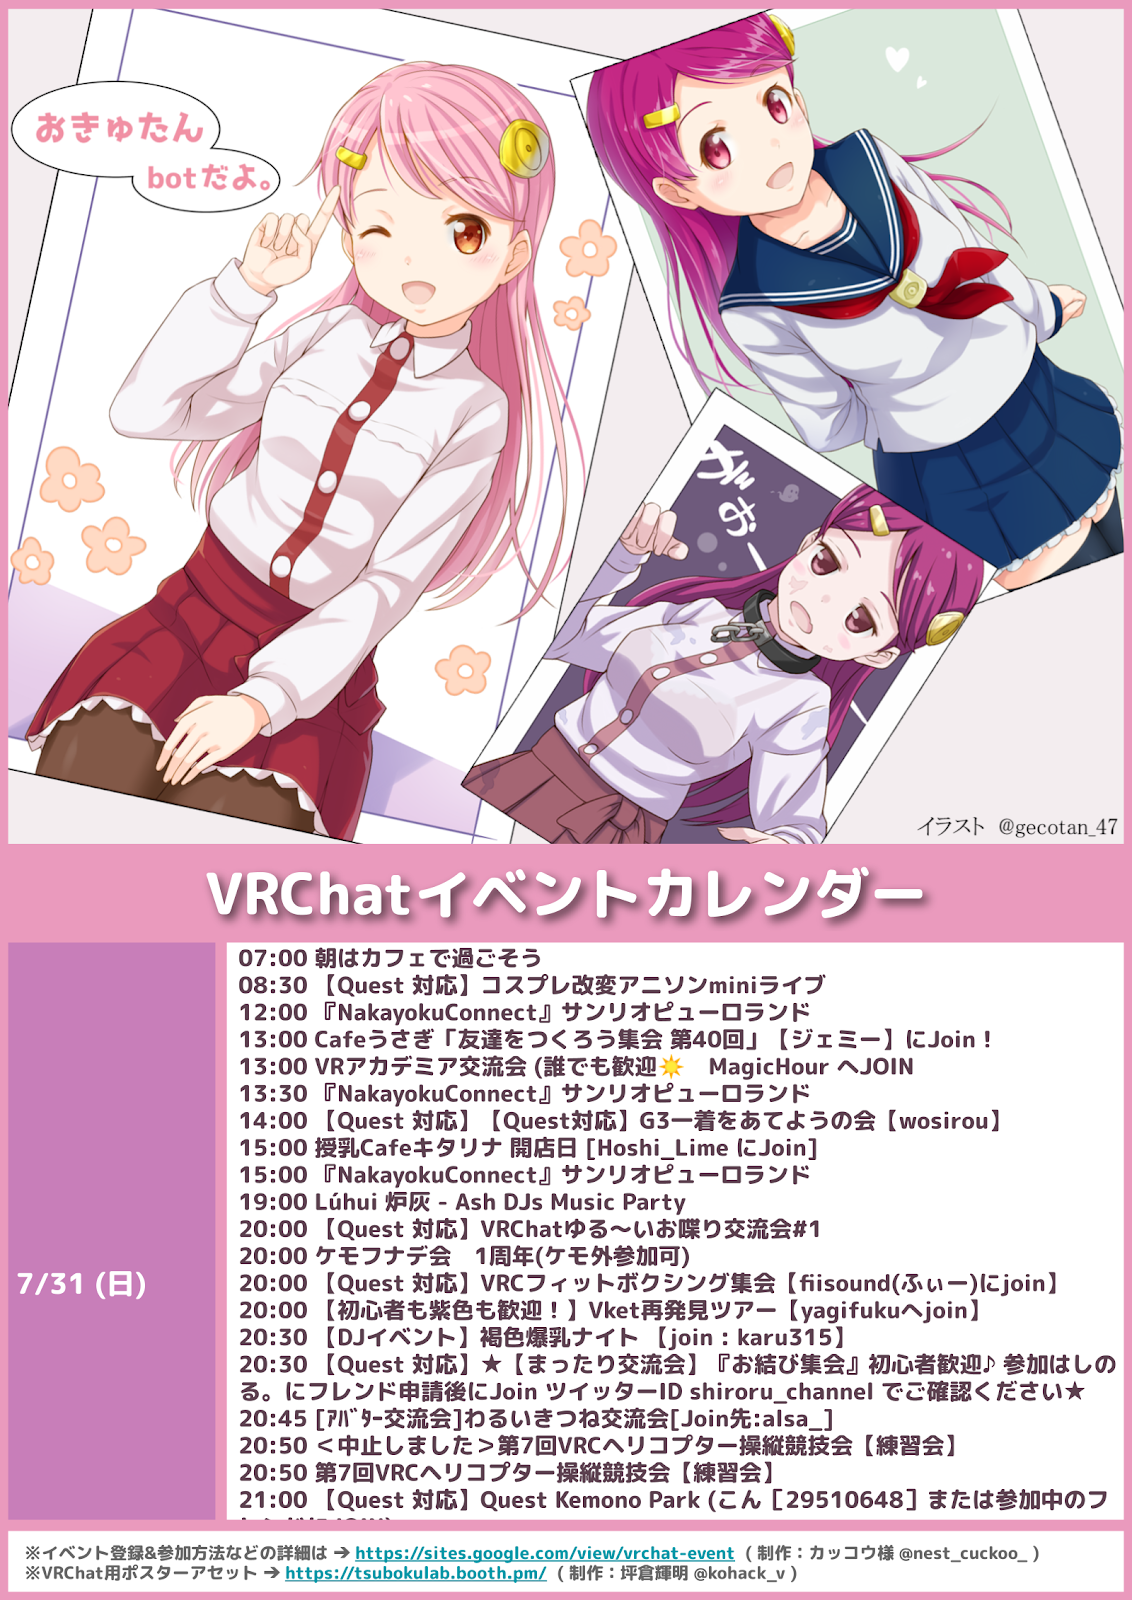 おきゅたん
botだよ。
がおー
イラスト @gecotan_47
VRChatイベントカレンダー
7/31 (日)
07:00 朝はカフェで過ごそう
08:30 【Quest 対応】コスプレ改変アニソンminiライブ
12:00 『NakayokuConnect』サンリオピューロランド
13:00 Cafeうさぎ「友達をつくろう集会 第40回」【ジェミー】にJoin！
13:00 VRアカデミア交流会 (誰でも歓迎☀️　MagicHour へJOIN
13:30 『NakayokuConnect』サンリオピューロランド
14:00 【Quest 対応】【Quest対応】G3一着をあてようの会【wosirou】
15:00 授乳Cafeキタリナ 開店日 [Hoshi_Lime にJoin]
15:00 『NakayokuConnect』サンリオピューロランド
19:00 Lúhui 炉灰 - Ash DJs Music Party
20:00 【Quest 対応】VRChatゆる～いお喋り交流会#1
20:00 ケモフナデ会　1周年(ケモ外参加可)
20:00 【Quest 対応】VRCフィットボクシング集会【fiisound(ふぃー)にjoin】
20:00 【初心者も紫色も歓迎！】Vket再発見ツアー【yagifukuへjoin】
20:30 【DJイベント】褐色爆乳ナイト 【join：karu315】
20:30 【Quest 対応】★【まったり交流会】『お結び集会』初心者歓迎♪ 参加はしの
る。にフレンド申請後にJoin ツイッターID shiroru_channel でご確認ください★
20:45 [ｱﾊﾞﾀｰ交流会]わるいきつね交流会[Join先:alsa_]
20:50 ＜中止しました＞第7回VRCヘリコプター操縦競技会【練習会】
20:50 第7回VRCヘリコプター操縦競技会【練習会】
21:00 【Quest 対応】Quest Kemono Park (こん［29510648］または参加中のフ
※イベント登録&参加方法などの詳細は → https://sites.google.com/view/vrchat-event （ 制作：カッコウ様 @nest_cuckoo_ ）
※VRChat用ポスターアセット → https://tsubokulab.booth.pm/ （ 制作：坪倉輝明 @kohack_v ）